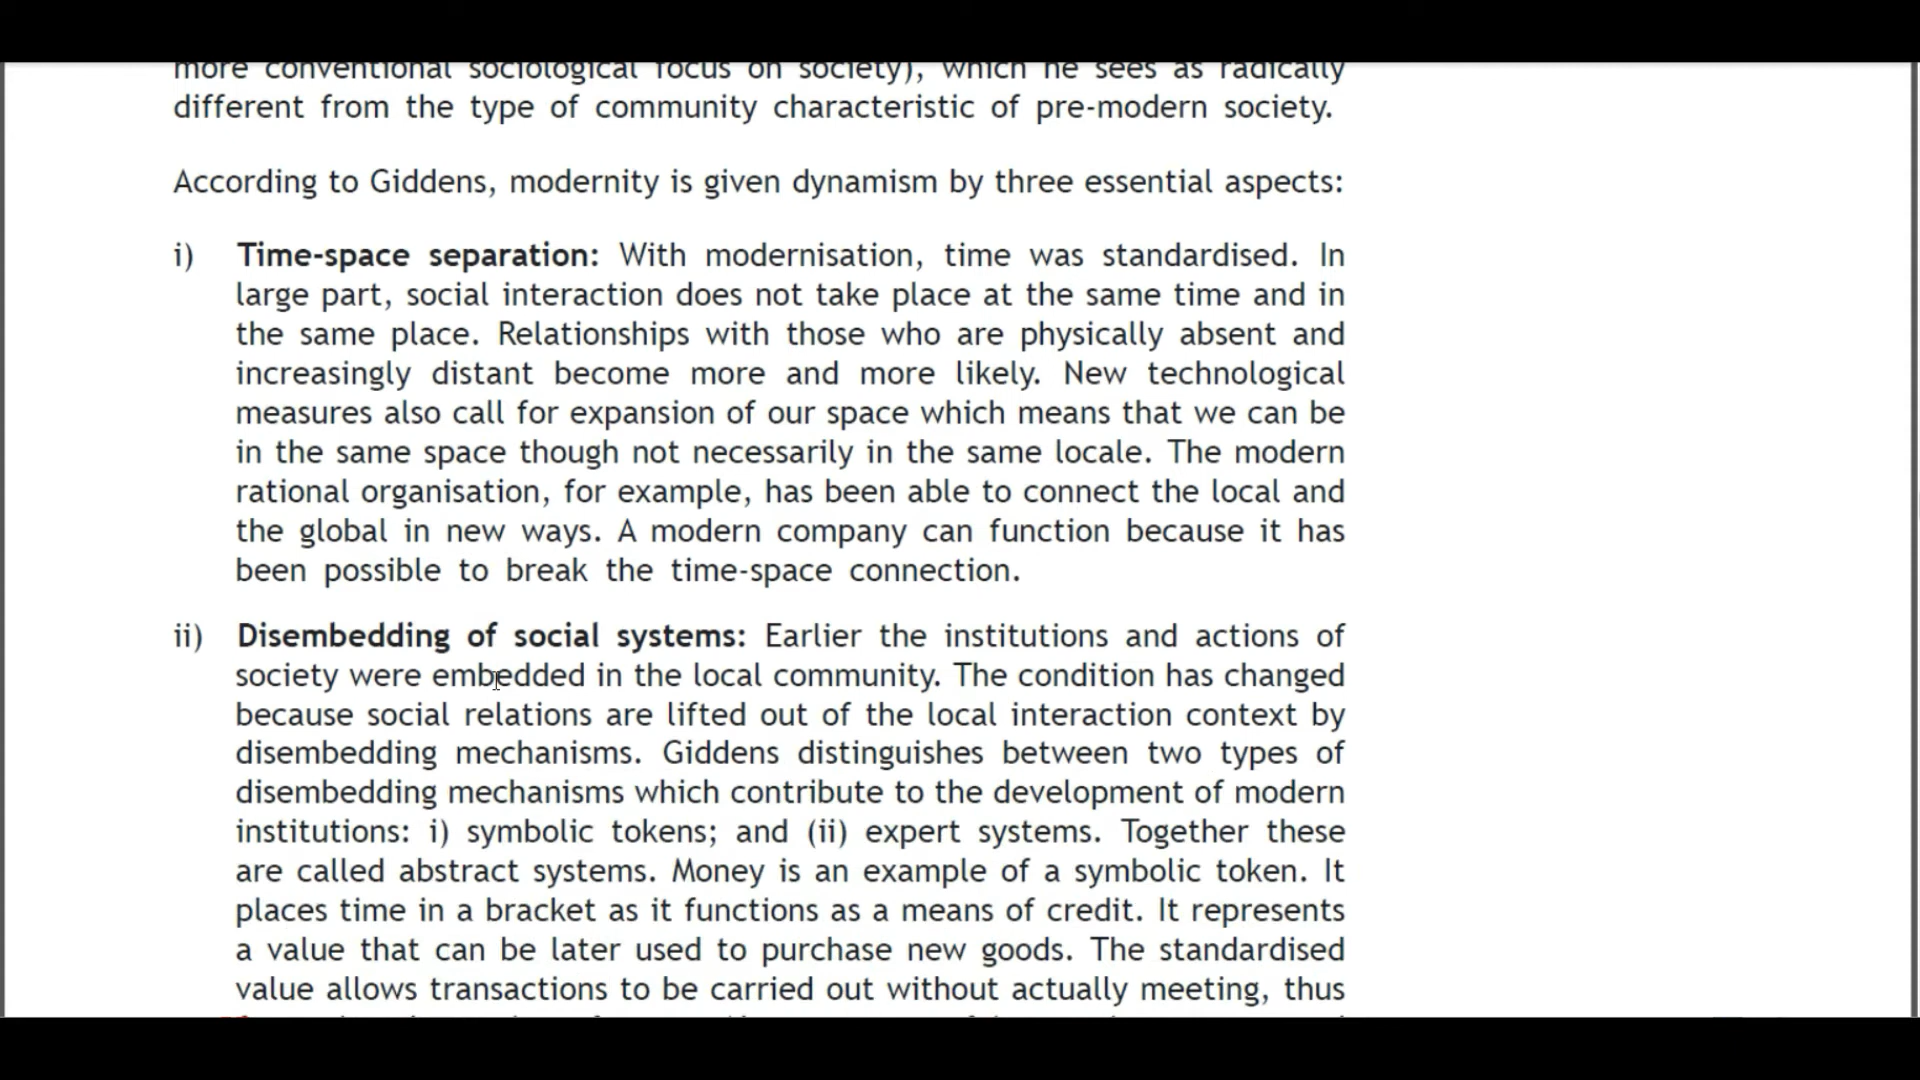 more conventional sociological focus on society), which he sees as radically
different from the type of community characteristic of pre-modern society.
According to Giddens, modernity is given dynamism by three essential aspects:
i) Time-space separation: With modernisation, time was standardised. In
large part, social interaction does not take place at the same time and in
the same place. Relationships with those who are physically absent and
increasingly distant become more and more likely. New technological
measures also call for expansion of our space which means that we can be
in the same space though not necessarily in the same locale. The modern
rational organisation, for example, has been able to connect the local and
the global in new ways. A modern company can function because it has
been possible to break the time-space connection.
ii) Disembedding of social systems: Earlier the institutions and actions of
society were embedded in the local community. The condition has changed
because social relations are lifted out of the local interaction context by
disembedding mechanisms. Giddens distinguishes between two types of
disembedding mechanisms which contribute to the development of modern
institutions: i) symbolic tokens; and (ii) expert systems. Together these
are called abstract systems. Money is an example of a symbolic token. It
places time in a bracket as it functions as a means of credit. It represents
a value that can be later used to purchase new goods. The standardised
value allows transactions to be carried out without actually meeting, thus